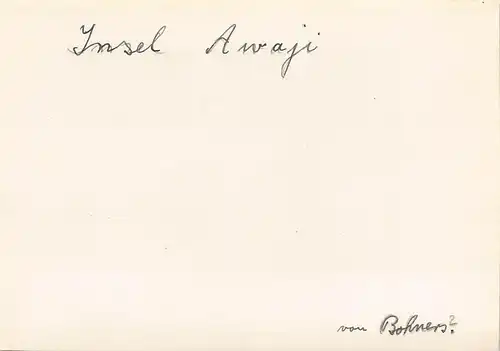 Insel Awaji
von Bohners?